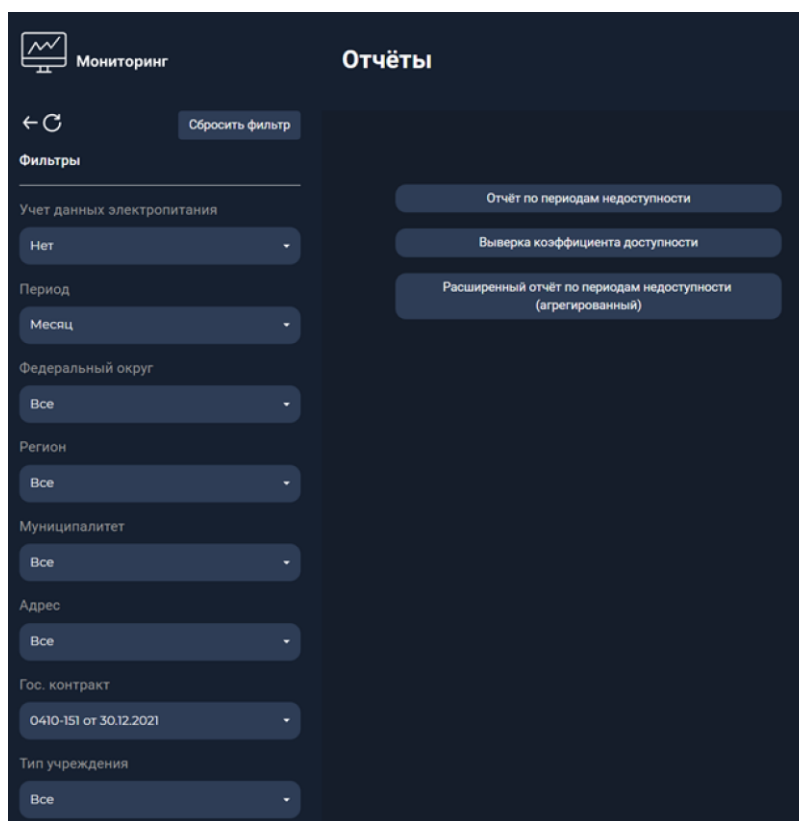 Мониторинг
Отчёты
Сбросить фильтр
Фильтры
Учет данных электропитания
Нет
Период
Месяц
Федеральный округ
Все
Регион
Все
Муниципалитет
Все
Адрес
Все
Гос. контракт
0410-151 от 30.12.2021
Тип учреждения
Все
Отчёт по периодам недоступности
Выверка коэффициента доступности
Расширенный отчёт по периодам недоступности
(агрегированный)